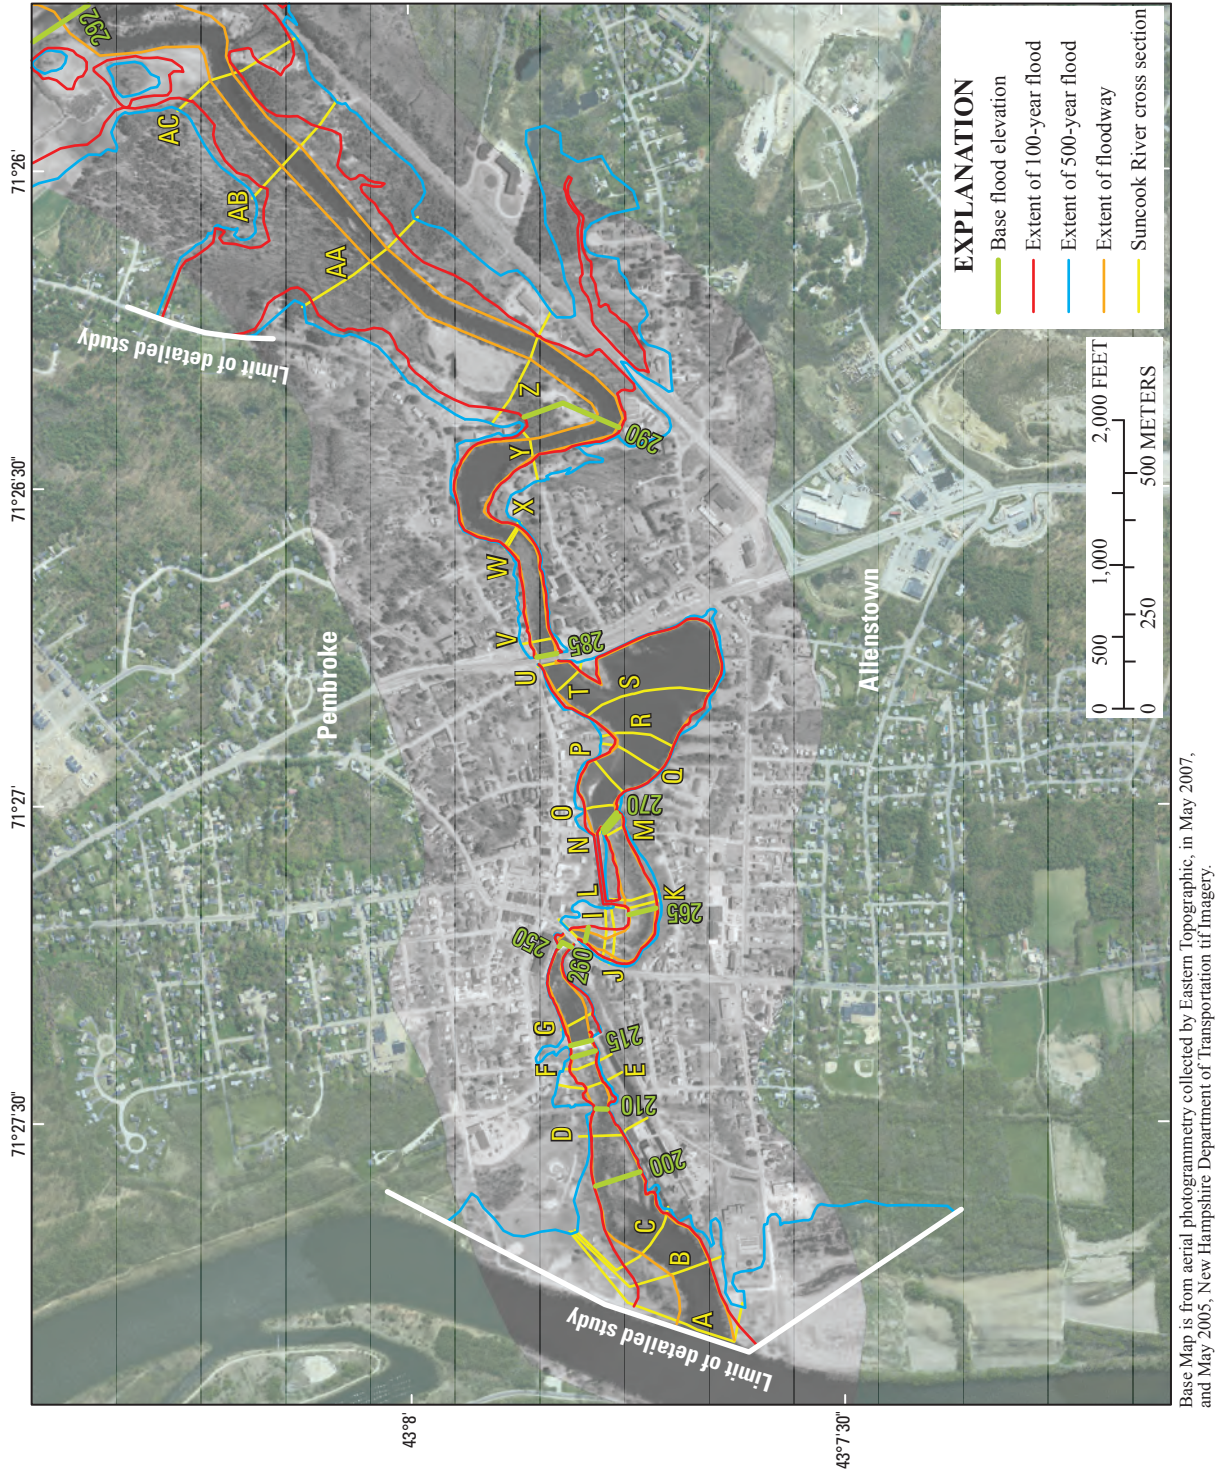 71°27'30"
71°27'
71°26'30"
71°26'
292
AC
AB
AA
Limit of detailed study
Z
290
Y
X
W
V
285
U
T
S
R
P
Q
Pembroke
Allenstown
O
270
N
M
L
K
I
265
250
260
J
G
215
F
E
210
D
200
C
B
A
Limit of detailed study
43°8'
43°7'30"
EXPLANATION
Base flood elevation
Extent of 100-year flood
Extent of 500-year flood
Extent of floodway
Suncook River cross section
0 500 1,000 2,000 FEET
0 250 500 METERS
Base Map is from aerial photogrammetry collected by Eastern Topographic, in May 2007,
and May 2005, New Hampshire Department of Transportation tif Imagery.